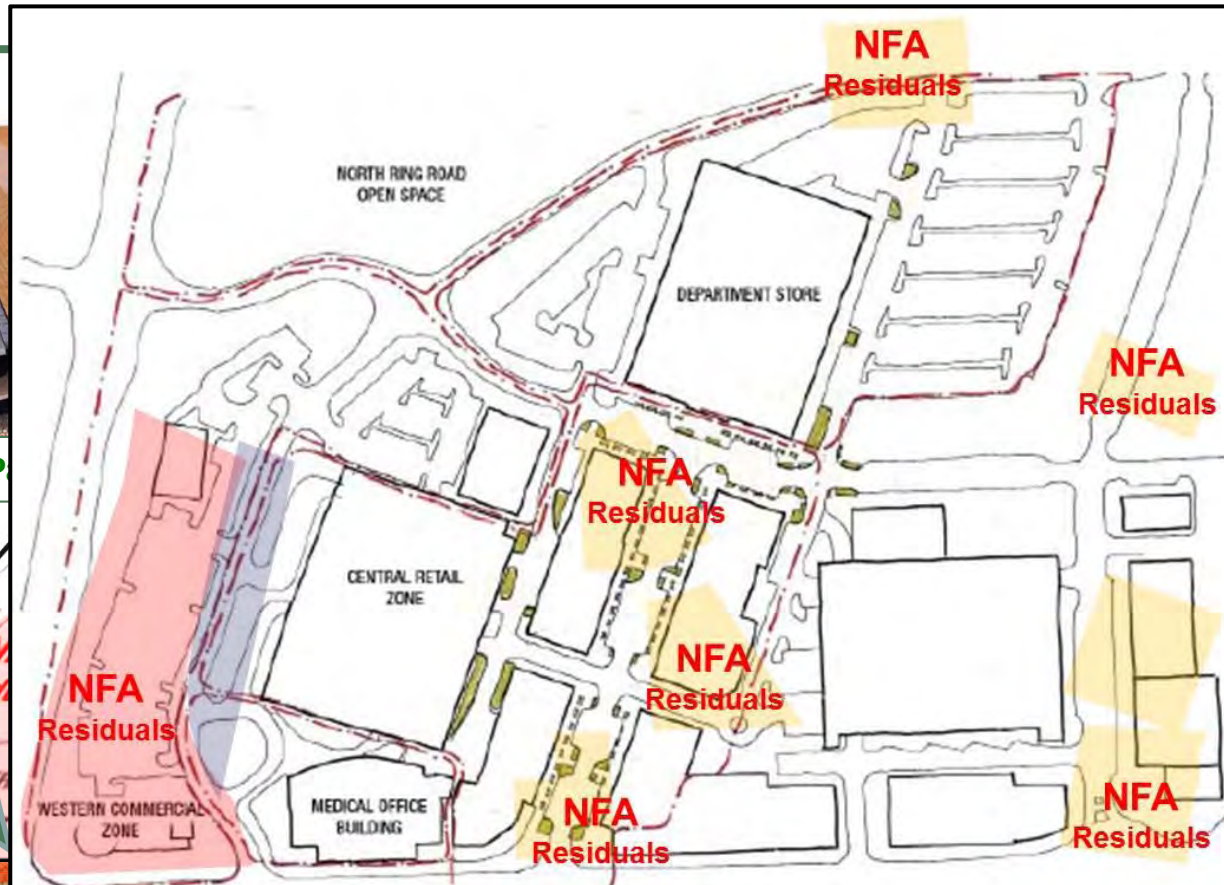 NFA
Residuals
NORTH RING ROAD
OPEN SPACE
DEPARTMENT STORE
NFA
Residuals
NFA
Residuals
CENTRAL RETAIL
ZONE
NFA
Residuals
NFA
Residuals
WESTERN COMMERCIAL
ZONE
MEDICAL OFFICE
BUILDING
NFA
Residuals
NFA
Residuals